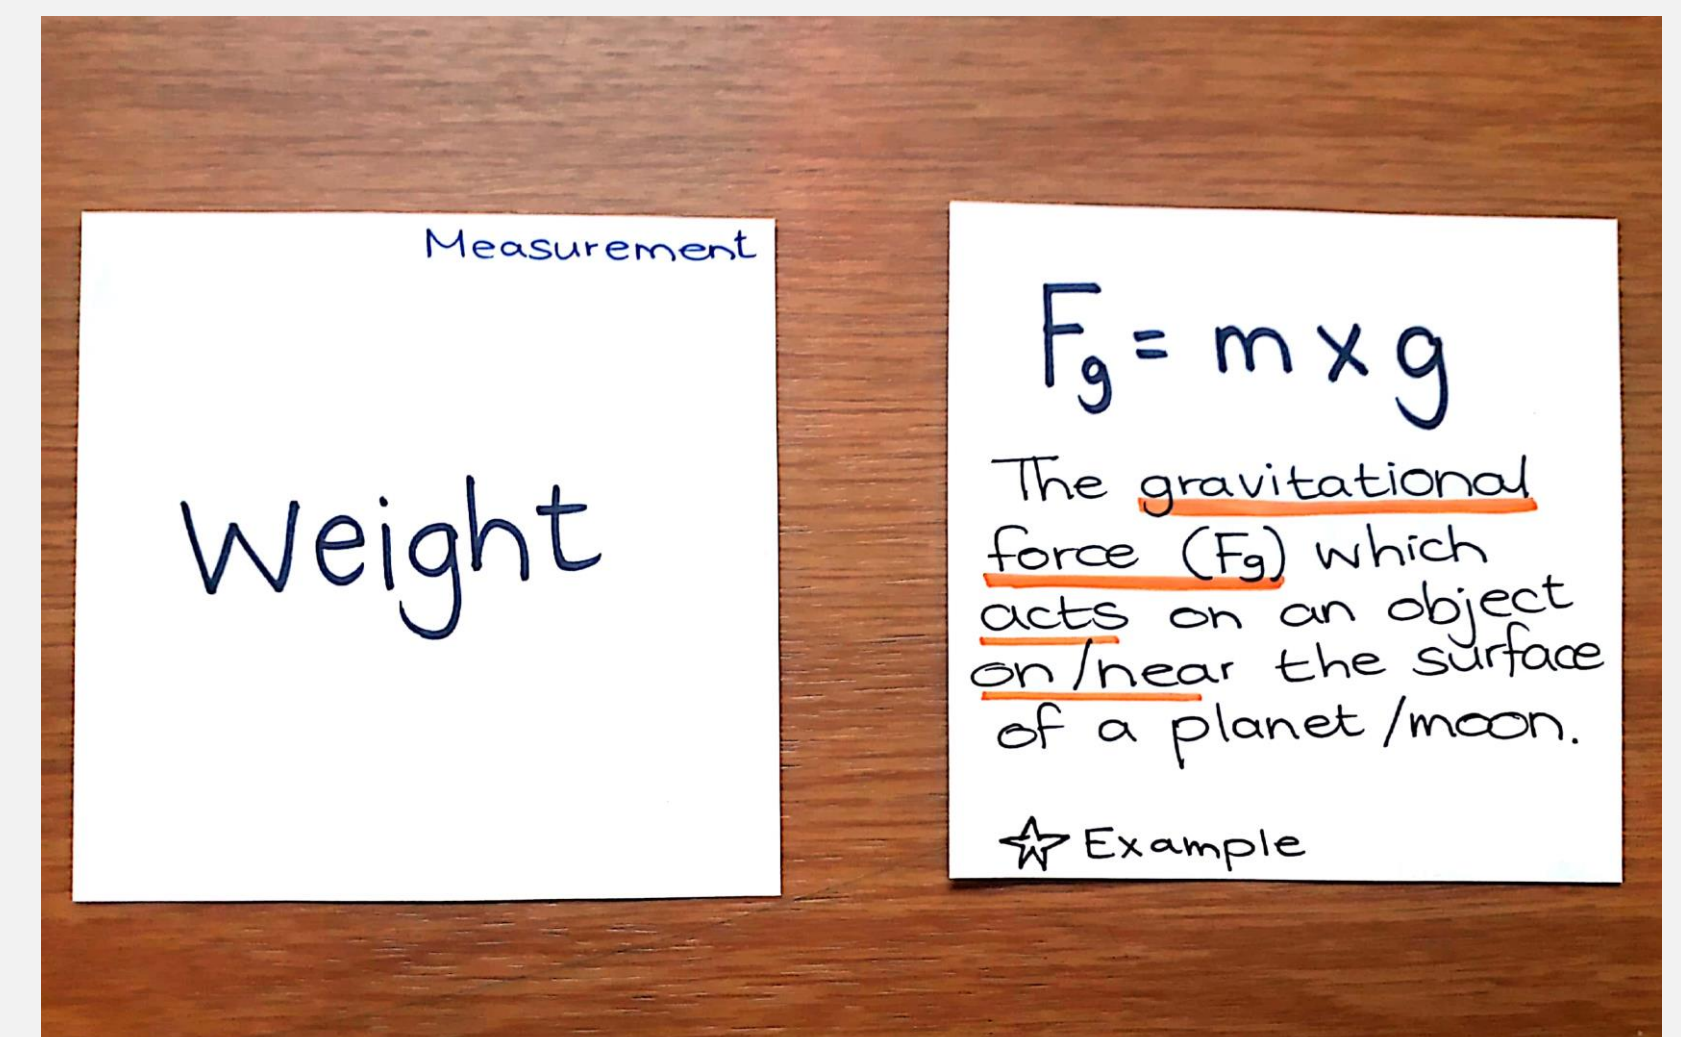 Measurement
Weight
Fg = m x g
The gravitational
force (Fg) which
acts on an object
on/near the surface
of a planet/moon.
☆ Example